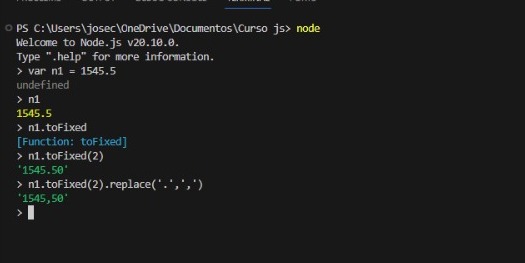 PS C:\Users\josec\OneDrive\Documentos\Curso js> node
Welcome to Node.js v20.10.0.
Type ".help" for more information.
> var n1 = 1545.5
undefined
> n1
1545.5
> n1.toFixed
[Function: toFixed]
> n1.toFixed(2)
'1545.50'
> n1.toFixed(2).replace('.',',')
'1545,50'
>